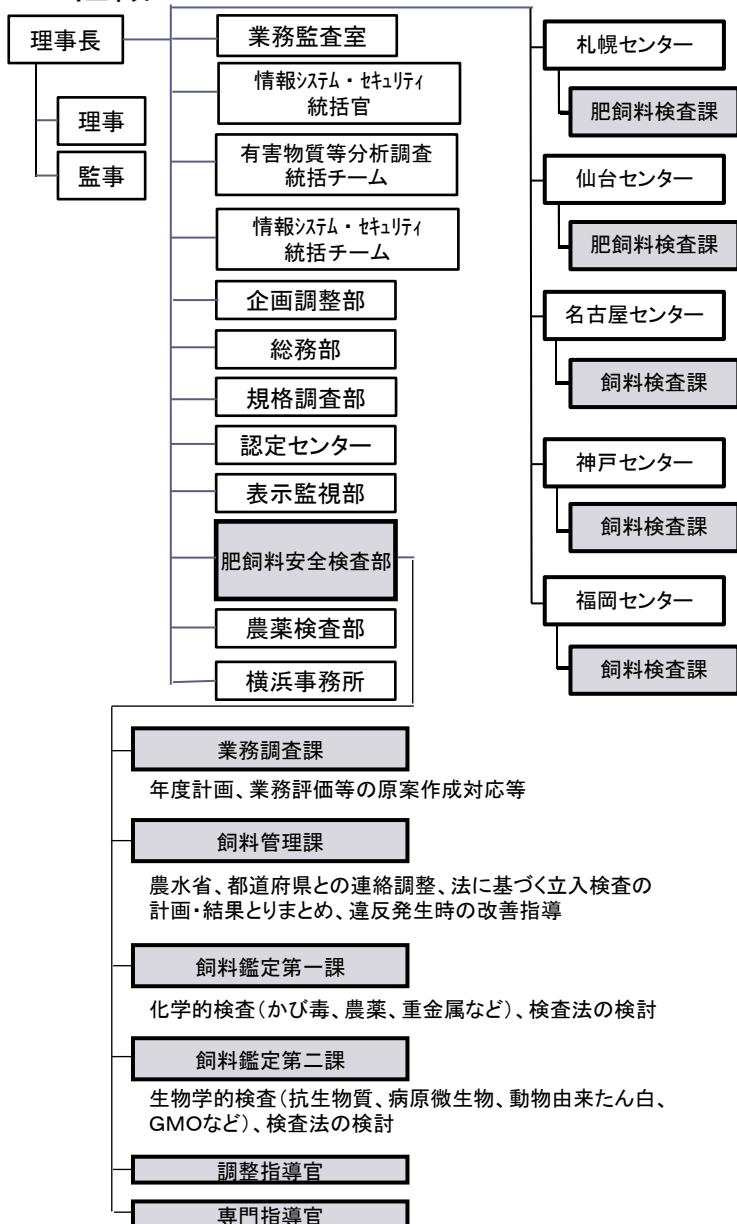 理事長
理事
監事
業務監査室
情報ｼｽﾃﾑ・ｾｷｭﾘﾃｨ
統括官
有害物質等分析調査
統括チーム
情報ｼｽﾃﾑ・ｾｷｭﾘﾃｨ
統括チーム
企画調整部
総務部
規格調査部
認定センター
表示監視部
肥飼料安全検査部
農薬検査部
横浜事務所
札幌センター
肥飼料検査課
仙台センター
肥飼料検査課
名古屋センター
飼料検査課
神戸センター
飼料検査課
福岡センター
飼料検査課
業務調査課
年度計画、業務評価等の原案作成対応等
飼料管理課
農水省、都道府県との連絡調整、法に基づく立入検査の
計画・結果とりまとめ、違反発生時の改善指導
飼料鑑定第一課
化学的検査（かび毒、農薬、重金属など）、検査法の検討
飼料鑑定第二課
生物学的検査（抗生物質、病原微生物、動物由来たん白、
GMOなど）、検査法の検討
調整指導官
専門指導官